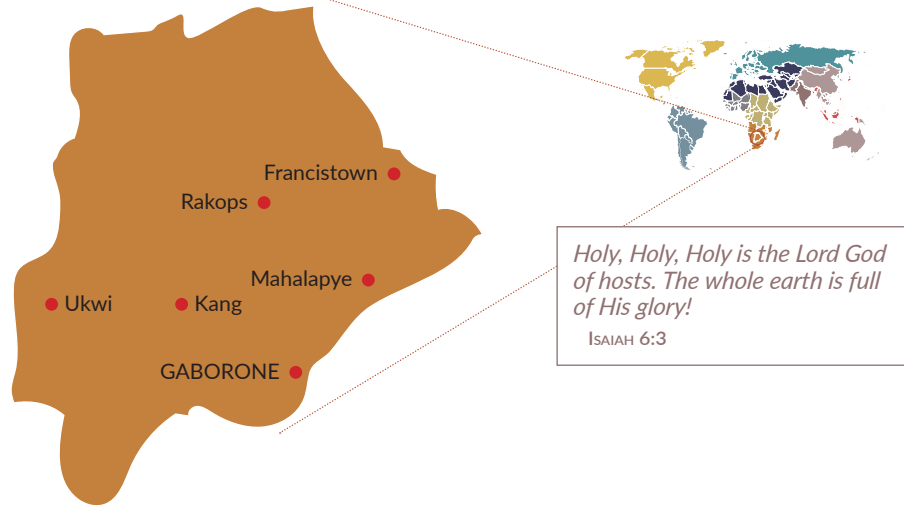 Francistown
Rakops
Mahalapye
Ukwi
Kang
GABORONE
Holy, Holy, Holy is the Lord God
of hosts. The whole earth is full
of His glory!
Isaiah 6:3